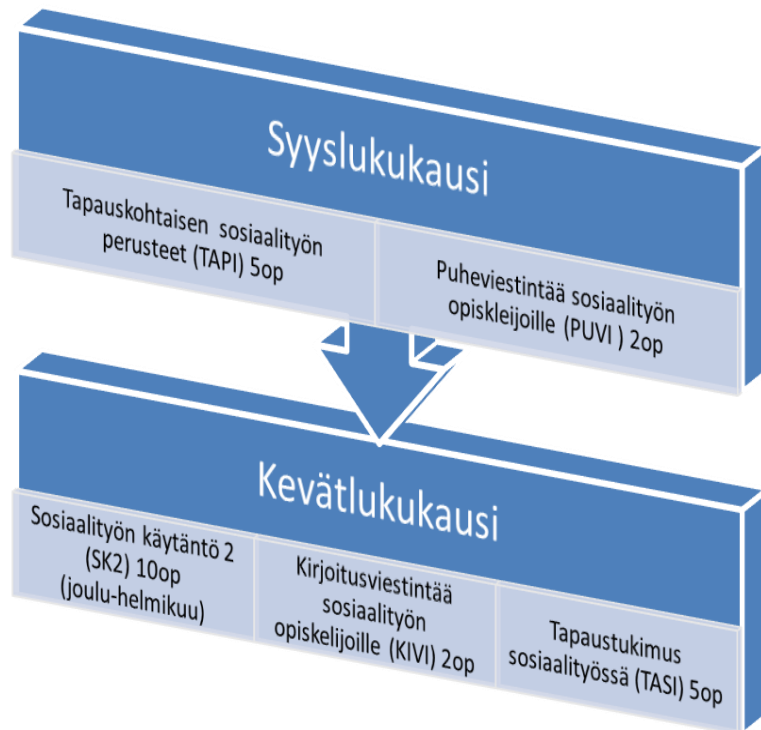 Syyslukukausi
Tapauskohtaisen sosiaalityön
perusteet (TAPI) 5op
Puheviestintää sosiaalityön
opiskleijoille (PUVI ) 2op
Kevätlukukausi
Sosiaalityön käytäntö 2
(SK2) 10op
(joulu-helmikuu)
Kirjoitusviestintää
sosiaalityön
opiskelijoille (KIVI) 2op
Tapaustukimus
sosiaalityössä (TASI) 5op